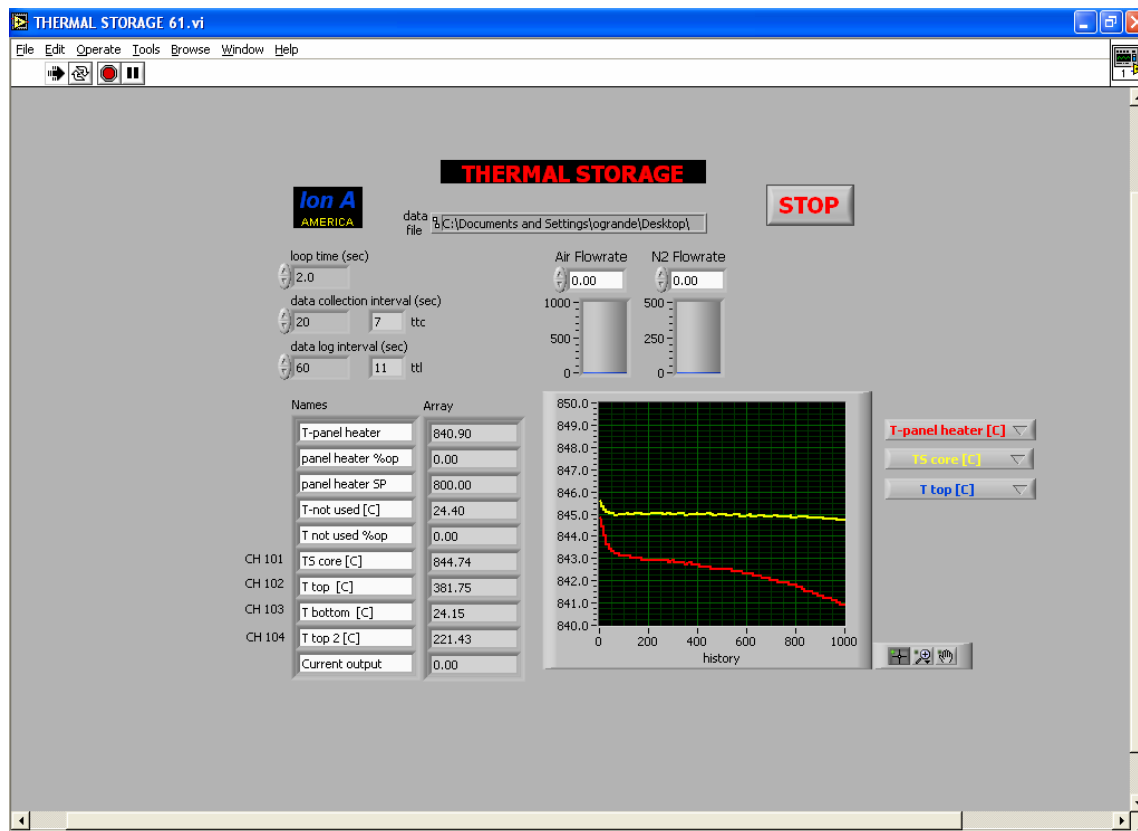 THERMAL STORAGE 61.vi
File Edit Operate Tools Browse Window Help
1
THERMAL STORAGE
Ion A
AMERICA
data file C:\Documents and Settings\ogrande\Desktop\
STOP
loop time (sec)
2.0
data collection interval (sec)
20 7 ttc
data log interval (sec)
60 11 ttl
Air Flowrate N2 Flowrate
0.00 0.00
1000 500
500 250
0 0
Names Array
T-panel heater 840.90
panel heater %op 0.00
panel heater SP 800.00
T-not used [C] 24.40
T not used %op 0.00
CH 101 TS core [C] 844.74
CH 102 T top [C] 381.75
CH 103 T bottom [C] 24.15
CH 104 T top 2 [C] 221.43
Current output 0.00
850.0
849.0
848.0
847.0
846.0
845.0
844.0
843.0
842.0
841.0
840.0
0 200 400 600 800 1000
history
T-panel heater [C]
TS core [C]
T top [C]